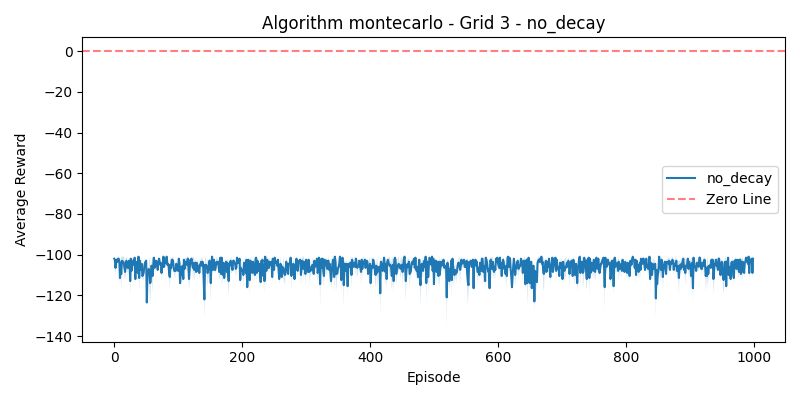 Algorithm montecarlo - Grid 3 - no_decay
Average Reward
0
−20
−40
−60
−80
−100
−120
−140
no_decay
Zero Line
0
200
400
600
800
1000
Episode